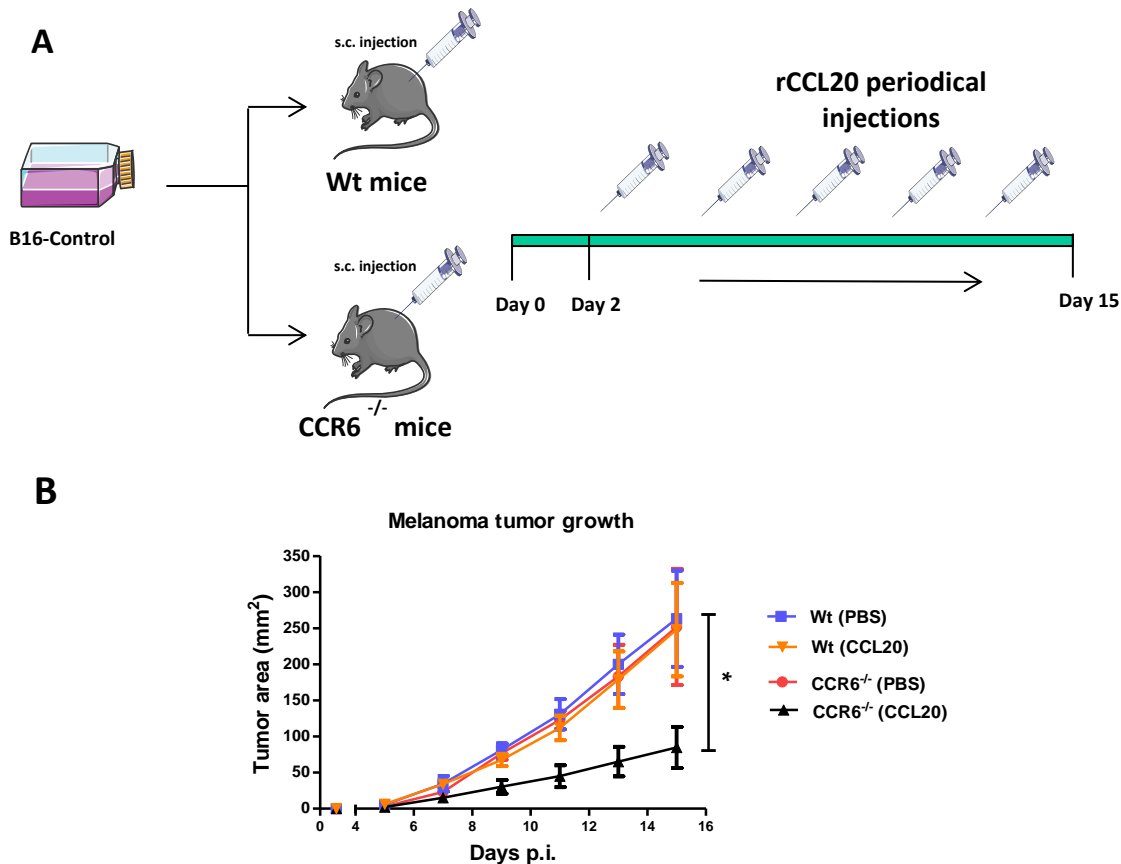 A
s.c. injection
Wt mice
B16-Control
s.c. injection
CCR6 -/- mice
rCCL20 periodical
injections
Day 0
Day 2
Day 15
B
Melanoma tumor growth
Tumor area (mm²)
350
300
250
200
150
100
50
0
0 4 6 8 10 12 14 16
Days p.i.
Wt (PBS)
Wt (CCL20)
CCR6-/- (PBS)
CCR6-/- (CCL20)
*